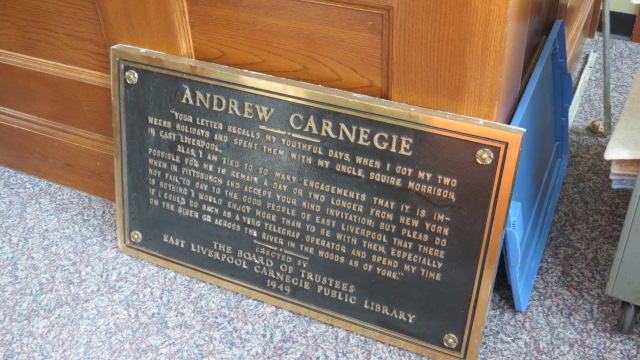 ANDREW CARNEGIE
"YOUR LETTER RECALLS MY YOUTHFUL DAYS, WHEN I GOT MY TWO
WEEKS HOLIDAYS AND SPENT THEM WITH MY UNCLE, SQUIRE MORRISON,
IN EAST LIVERPOOL.
ALAS, I AM TIED TO SO MANY ENGAGEMENTS THAT IT IS IM-
POSSIBLE FOR ME TO REMAIN A DAY OR TWO LONGER FROM NEW YORK
WHEN IN PITTSBURGH AND ACCEPT YOUR KIND INVITATION, BUT PLEASE DO
NOT FAIL TO SAY TO THE GOOD PEOPLE OF EAST LIVERPOOL THAT THERE
IS NOTHING I WOULD ENJOY MORE THAN TO BE WITH THEM, ESPECIALLY
IF I COULD GO BACK AS A YOUNG TELEGRAF OPERATOR AND SPEND MY TIME
ON THE RIVER OR ACROSS THE RIVER IN THE WOODS AS OF YORE."
ERECTED BY
THE BOARD OF TRUSTEES
EAST LIVERPOOL CARNEGIE PUBLIC LIBRARY
1949